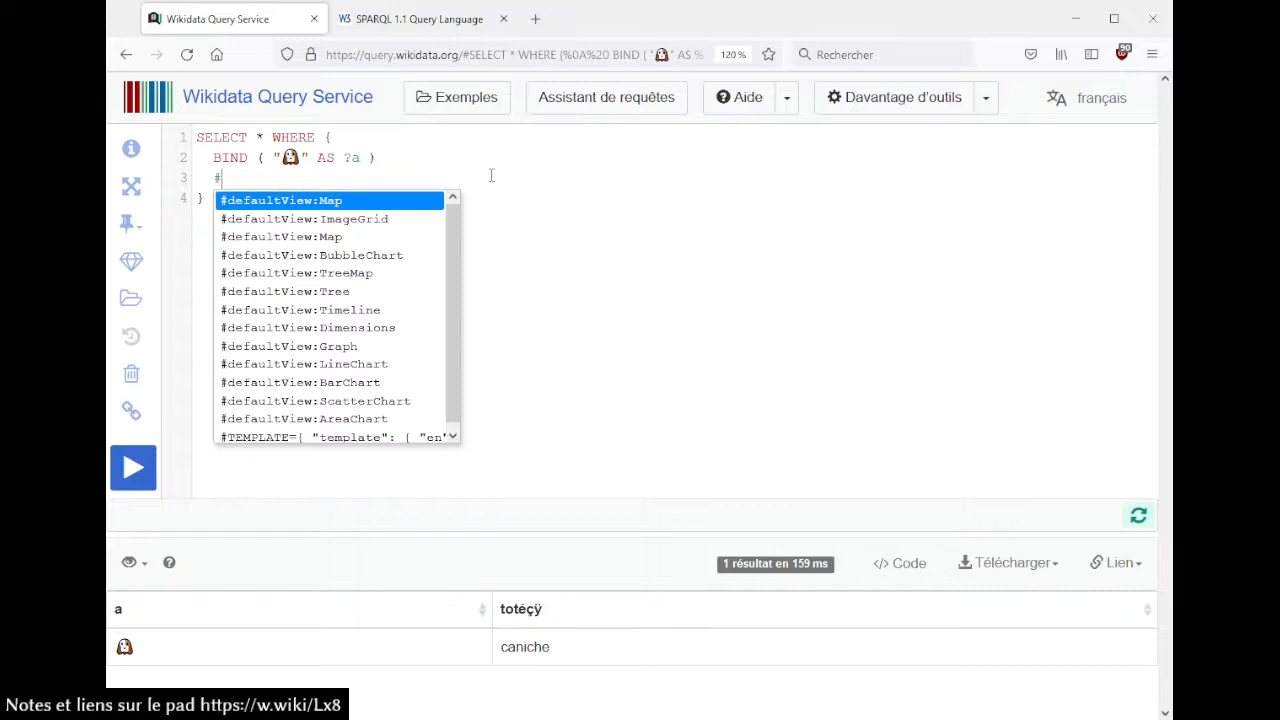 Wikidata Query Service
W3 SPARQL 1.1 Query Language
https://query.wikidata.org/#SELECT * WHERE {%0A%20 BIND ( "🐶" AS %
120 %
Rechercher
90
Wikidata Query Service
Exemples
Assistant de requêtes
Aide
Davantage d'outils
français
1 SELECT * WHERE {
2 BIND ( "🐶" AS ?a )
3 #
4 }
#defaultView:Map
#defaultView:ImageGrid
#defaultView:Map
#defaultView:BubbleChart
#defaultView:TreeMap
#defaultView:Tree
#defaultView:Timeline
#defaultView:Dimensions
#defaultView:Graph
#defaultView:LineChart
#defaultView:BarChart
#defaultView:ScatterChart
#defaultView:AreaChart
#TEMPLATE={ "template": { "en"
1 résultat en 159 ms
</> Code
Télécharger
Lien
a
totéçÿ
🐶
caniche
Notes et liens sur le pad https://w.wiki/Lx8